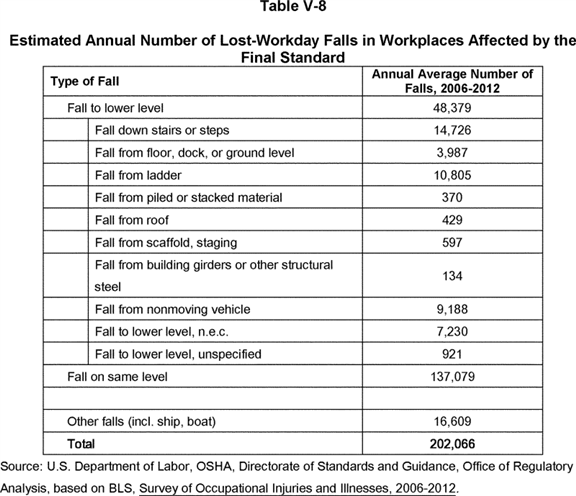 Table V-8
Estimated Annual Number of Lost-Workday Falls in Workplaces Affected by the
Final Standard
Type of Fall
Annual Average Number of
Falls, 2006-2012
Fall to lower level 48,379
Fall down stairs or steps 14,726
Fall from floor, dock, or ground level 3,987
Fall from ladder 10,805
Fall from piled or stacked material 370
Fall from roof 429
Fall from scaffold, staging 597
Fall from building girders or other structural
steel 134
Fall from nonmoving vehicle 9,188
Fall to lower level, n.e.c. 7,230
Fall to lower level, unspecified 921
Fall on same level 137,079
Other falls (incl. ship, boat) 16,609
Total 202,066
Source: U.S. Department of Labor, OSHA, Directorate of Standards and Guidance, Office of Regulatory
Analysis, based on BLS, Survey of Occupational Injuries and Illnesses, 2006-2012.